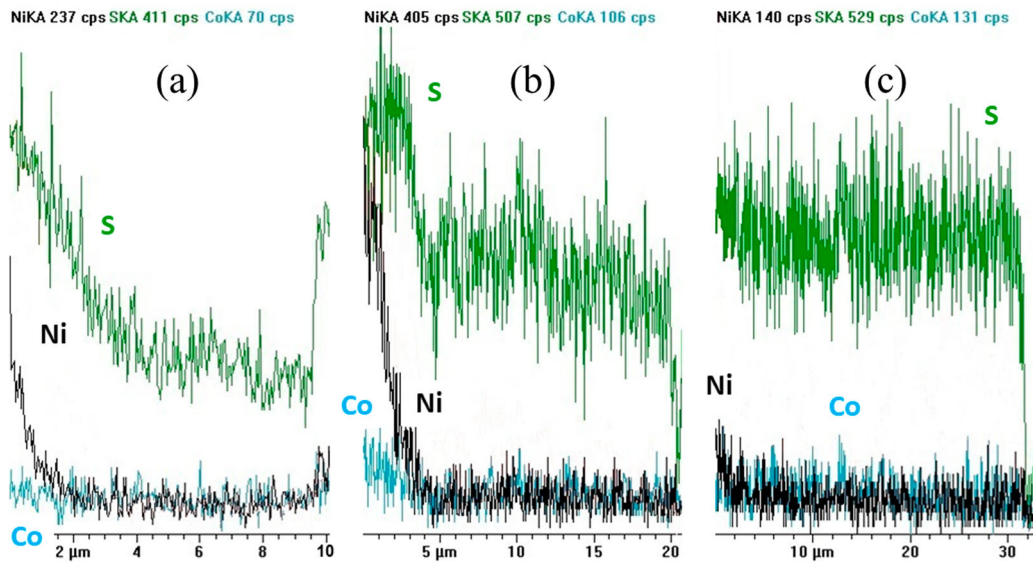 NiKA 237 cps SKA 411 cps CoKA 70 cps
(a)
S
Ni
Co
2 µm 4 6 8 10
NiKA 405 cps SKA 507 cps CoKA 106 cps
(b)
S
Co
Ni
5 µm 10 15 20
NiKA 140 cps SKA 529 cps CoKA 131 cps
(c)
S
Ni
Co
10 µm 20 30